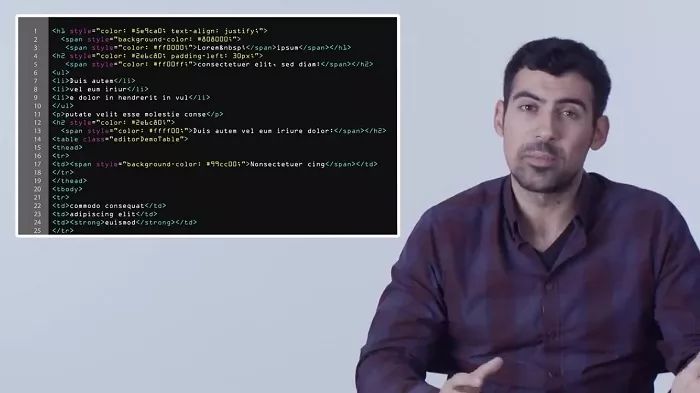 1 <h1 style="color: #5e9ca0; text-align: justify;">
2 <span style="background-color: #808000;">
3 <span style="color: #ff0000;">Lorem&nbsp;</span>ipsum</span></h1>
4 <h2 style="color: #2e6c80; padding-left: 30px;">
5 <span style="color: #ff00ff;">consectetuer elit, sed diam:</span></h2>
6 <ul>
7 <li>Duis autem</li>
8 <li>vel eum iriur</li>
9 <li>e dolor in hendrerit in vul</li>
10 </ul>
11 <p>putate velit esse molestie conse</p>
12 <h2 style="color: #2e6c80;">
13 <span style="color: #ffff00;">Duis autem vel eum iriure dolor:</span></h2>
14 <table class="editorDemoTable">
15 <thead>
16 <tr>
17 <td><span style="background-color: #99cc00;">Nonsectetuer cing</span></td>
18 </tr>
19 </thead>
20 <tbody>
21 <tr>
22 <td>commodo consequat</td>
23 <td>adipiscing elit</td>
24 <td><strong>euismod</strong></td>
25 </tr>